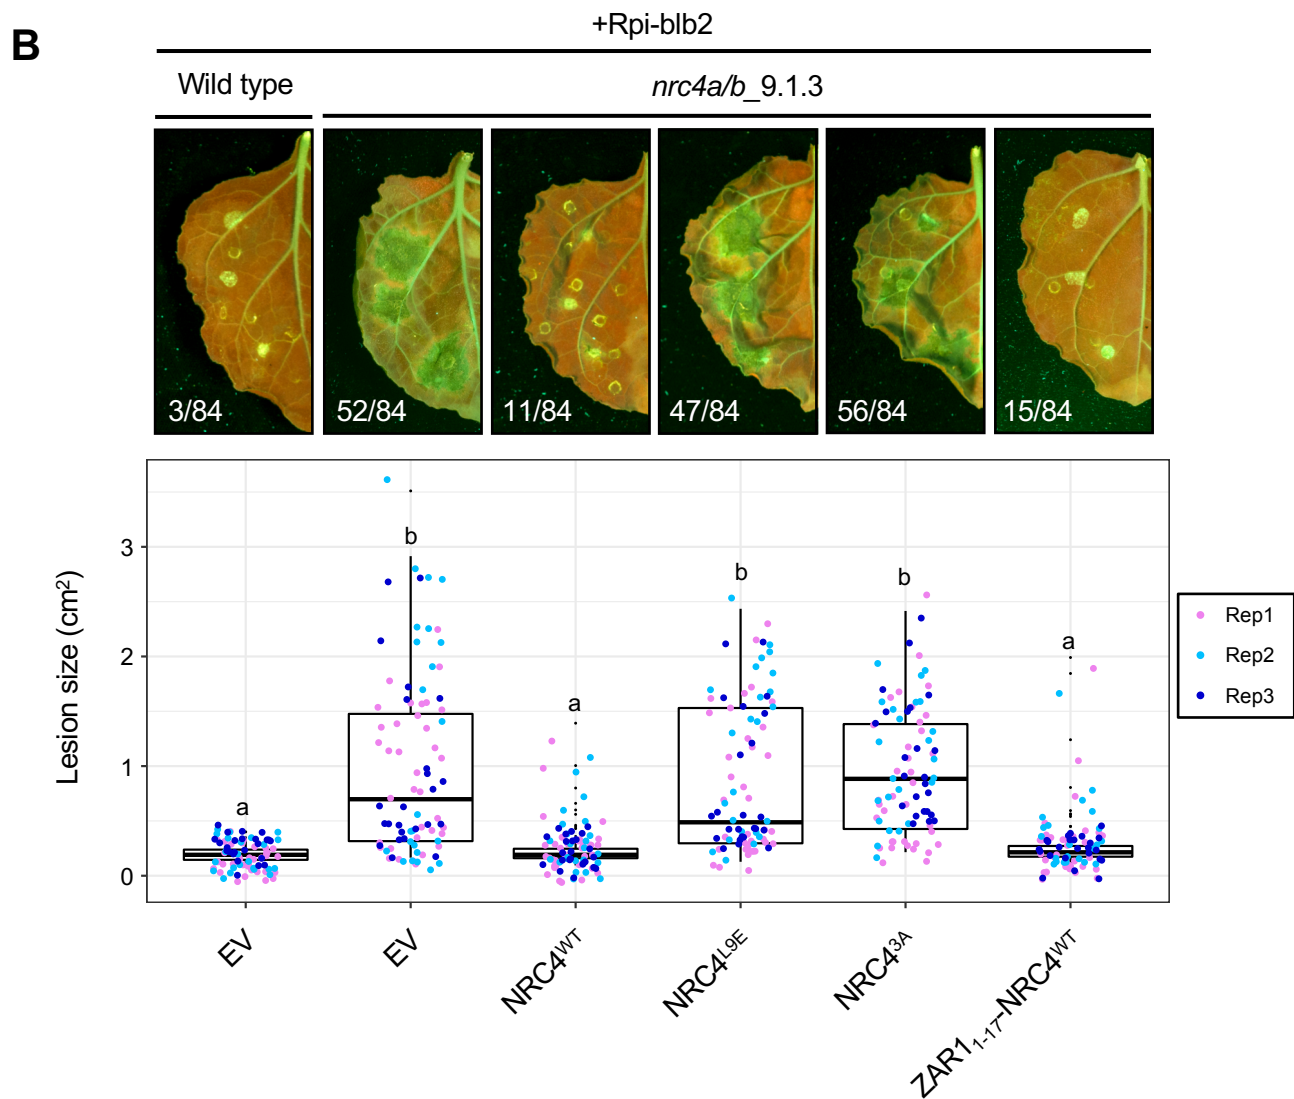 B
+Rpi-blb2
Wild type
nrc4a/b_9.1.3
3/84
52/84
11/84
47/84
56/84
15/84
Lesion size (cm²)
3
2
1
0
a
b
a
b
b
a
Rep1
Rep2
Rep3
EV
EV
NRC4ᵂᵀ
NRC4ᴸ⁹ᴱ
NRC4³ᴬ
ZAR1₁₋₁₇-NRC4ᵂᵀ